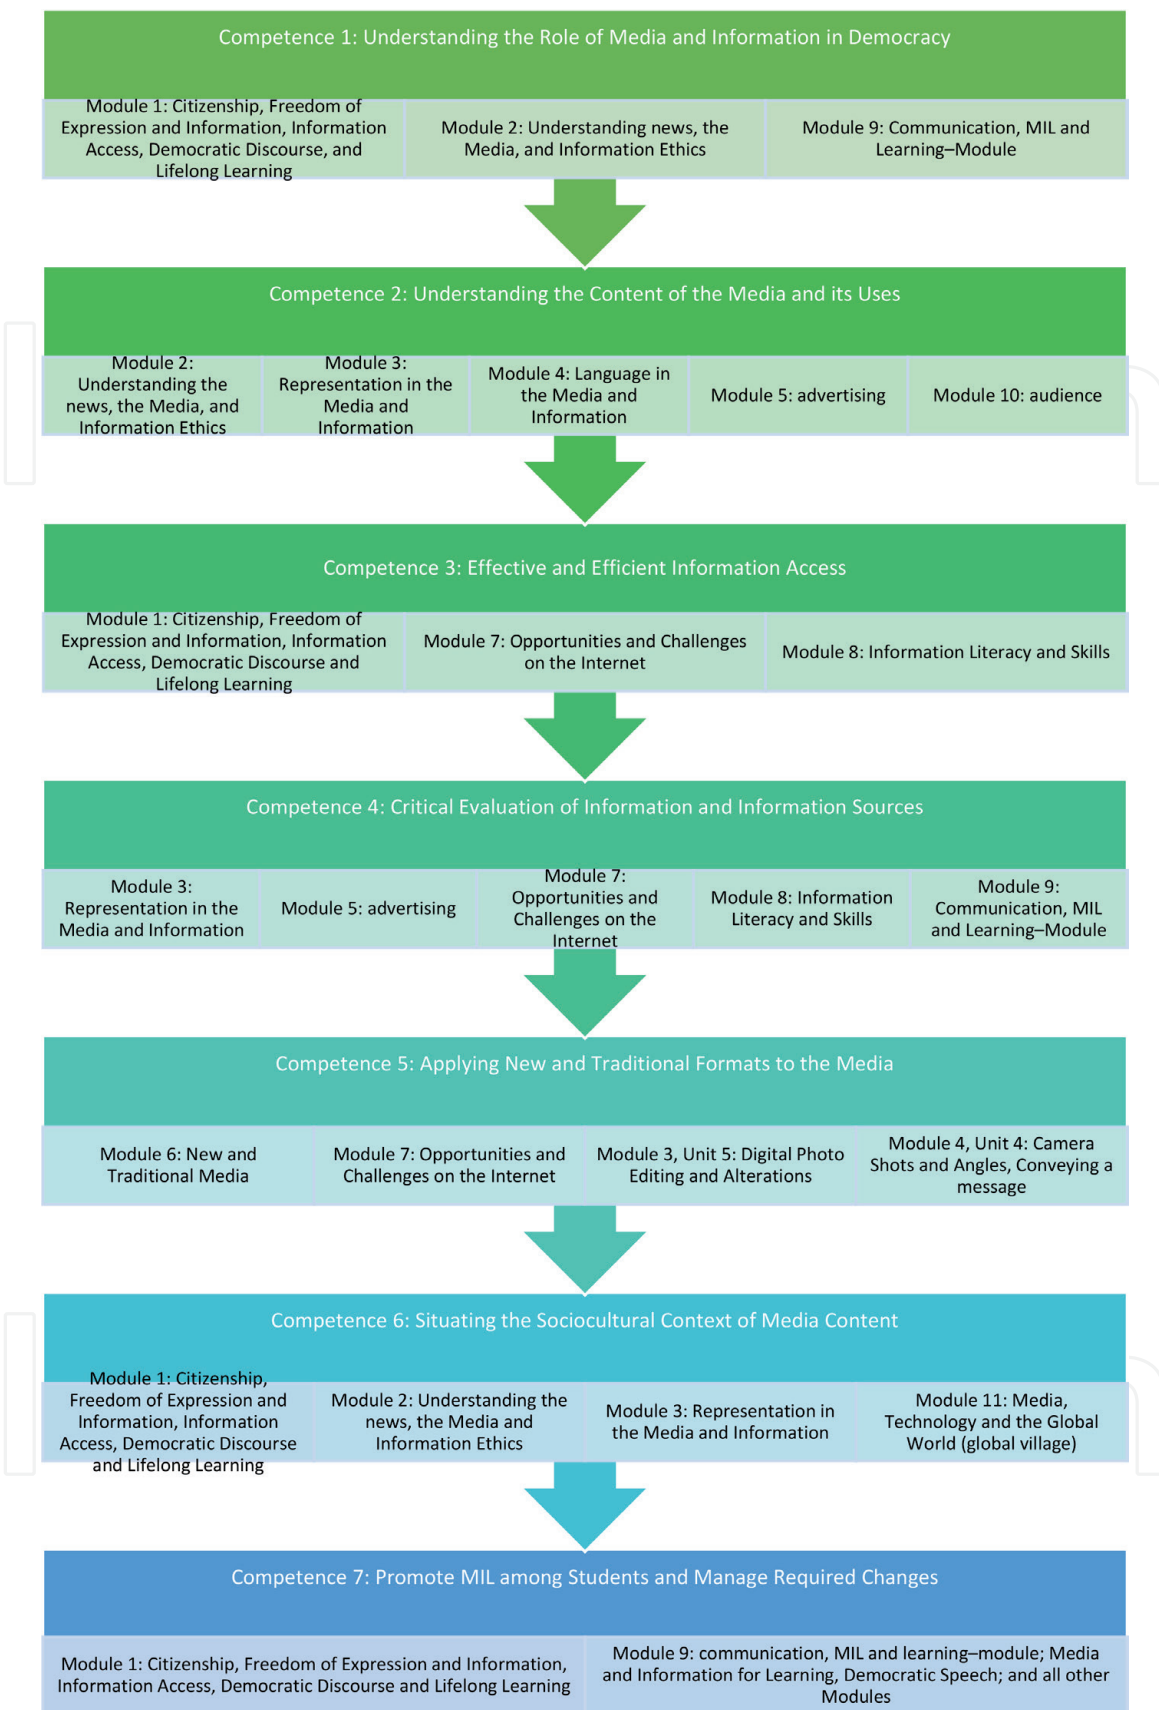 Competence 1: Understanding the Role of Media and Information in Democracy
Module 1: Citizenship, Freedom of
Expression and Information, Information
Access, Democratic Discourse, and
Lifelong Learning
Module 2: Understanding news, the
Media, and Information Ethics
Module 9: Communication, MIL and
Learning–Module
Competence 2: Understanding the Content of the Media and its Uses
Module 2:
Understanding the
news, the Media, and
Information Ethics
Module 3:
Representation in the
Media and
Information
Module 4: Language in
the Media and
Information
Module 5: advertising
Module 10: audience
Competence 3: Effective and Efficient Information Access
Module 1: Citizenship, Freedom of
Expression and Information, Information
Access, Democratic Discourse and
Lifelong Learning
Module 7: Opportunities and Challenges
on the Internet
Module 8: Information Literacy and Skills
Competence 4: Critical Evaluation of Information and Information Sources
Module 3:
Representation in the
Media and Information
Module 5: advertising
Module 7:
Opportunities and
Challenges on the
Internet
Module 8: Information
Literacy and Skills
Module 9:
Communication, MIL
and Learning–Module
Competence 5: Applying New and Traditional Formats to the Media
Module 6: New and
Traditional Media
Module 7: Opportunities and
Challenges on the Internet
Module 3, Unit 5: Digital Photo
Editing and Alterations
Module 4, Unit 4: Camera
Shots and Angles, Conveying a
message
Competence 6: Situating the Sociocultural Context of Media Content
Module 1: Citizenship,
Freedom of Expression and
Information, Information
Access, Democratic Discourse
and Lifelong Learning
Module 2: Understanding the
news, the Media and
Information Ethics
Module 3: Representation in
the Media and Information
Module 11: Media,
Technology and the Global
World (global village)
Competence 7: Promote MIL among Students and Manage Required Changes
Module 1: Citizenship, Freedom of Expression and Information,
Information Access, Democratic Discourse and Lifelong Learning
Module 9: communication, MIL and learning–module; Media
and Information for Learning, Democratic Speech; and all other
Modules